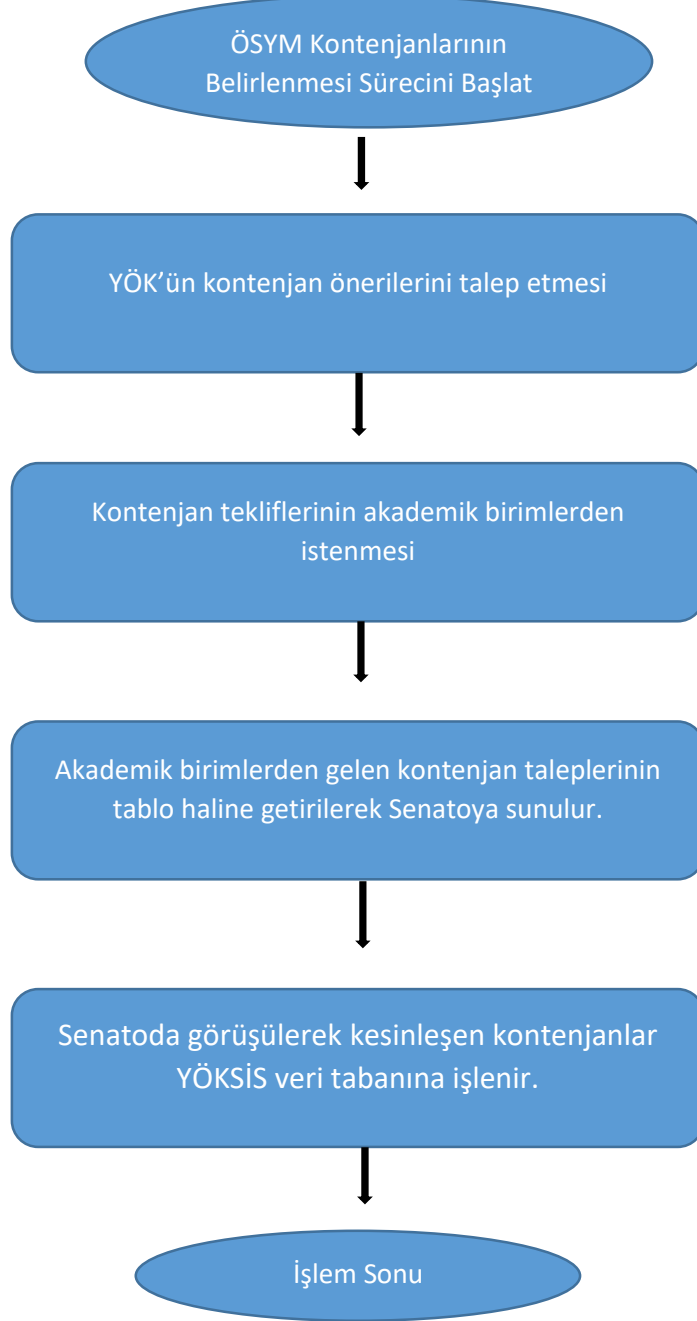 ÖSYM Kontenjanlarının
Belirlenmesi Sürecini Başlat
YÖK’ün kontenjan önerilerini talep etmesi
Kontenjan tekliflerinin akademik birimlerden
istenmesi
Akademik birimlerden gelen kontenjan taleplerinin
tablo haline getirilerek Senatoya sunulur.
Senatoda görüşülerek kesinleşen kontenjanlar
YÖKSİS veri tabanına işlenir.
İşlem Sonu